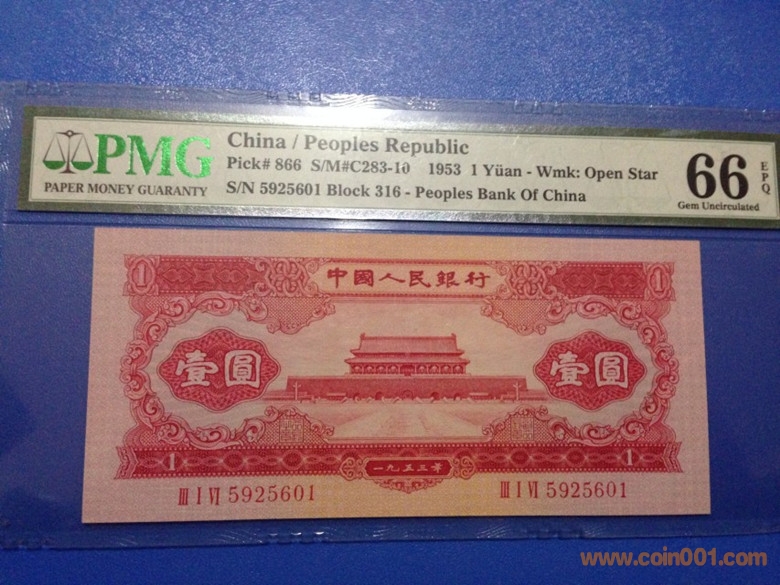 PMG
PAPER MONEY GUARANTY
China / Peoples Republic
Pick# 866 S/M#C283-10 1953 1 Yüan - Wmk: Open Star
S/N 5925601 Block 316 - Peoples Bank Of China
66
EPQ
Gem Uncirculated
1 中國人民銀行 1
壹圓 壹圓
1 一九五三年 1
III I VI 5925601 III I VI 5925601
www.coin001.com